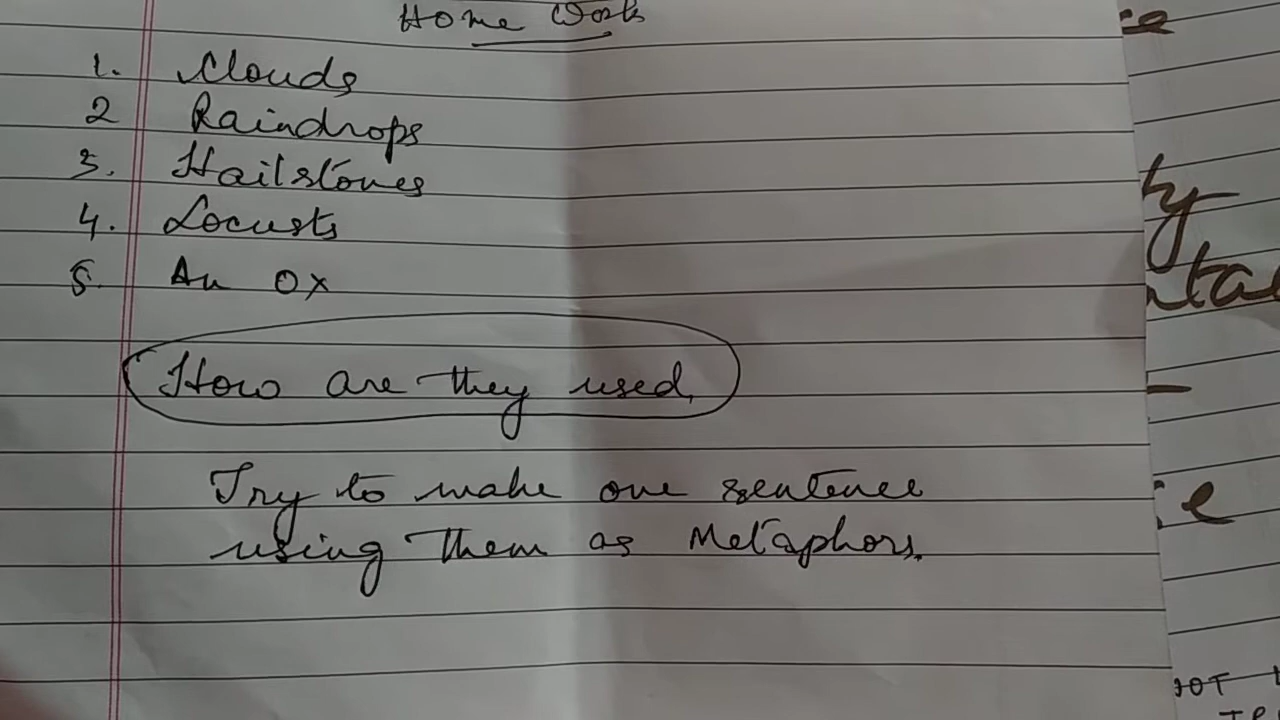 Home Work
1. Clouds
2 Raindrops
3. Hailstones
4. Locusts
5. An Ox
How are they used.
Try to make one sentence
using them as Metaphors.